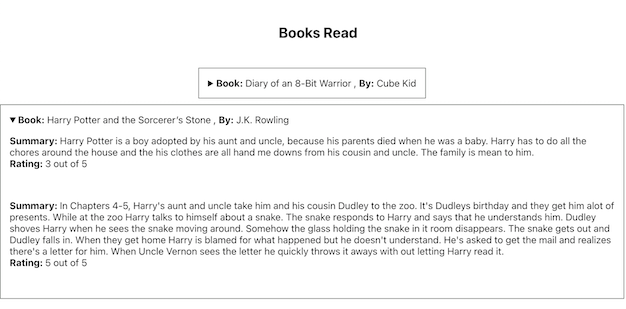 Books Read
▶ Book: Diary of an 8-Bit Warrior , By: Cube Kid
▼ Book: Harry Potter and the Sorcerer's Stone , By: J.K. Rowling
Summary: Harry Potter is a boy adopted by his aunt and uncle, because his parents died when he was a baby. Harry has to do all the
chores around the house and the his clothes are all hand me downs from his cousin and uncle. The family is mean to him.
Rating: 3 out of 5
Summary: In Chapters 4-5, Harry's aunt and uncle take him and his cousin Dudley to the zoo. It's Dudleys birthday and they get him alot of
presents. While at the zoo Harry talks to himself about a snake. The snake responds to Harry and says that he understands him. Dudley
shoves Harry when he sees the snake moving around. Somehow the glass holding the snake in it room disappears. The snake gets out and
Dudley falls in. When they get home Harry is blamed for what happened but he doesn't understand. He's asked to get the mail and realizes
there's a letter for him. When Uncle Vernon sees the letter he quickly throws it aways with out letting Harry read it.
Rating: 5 out of 5